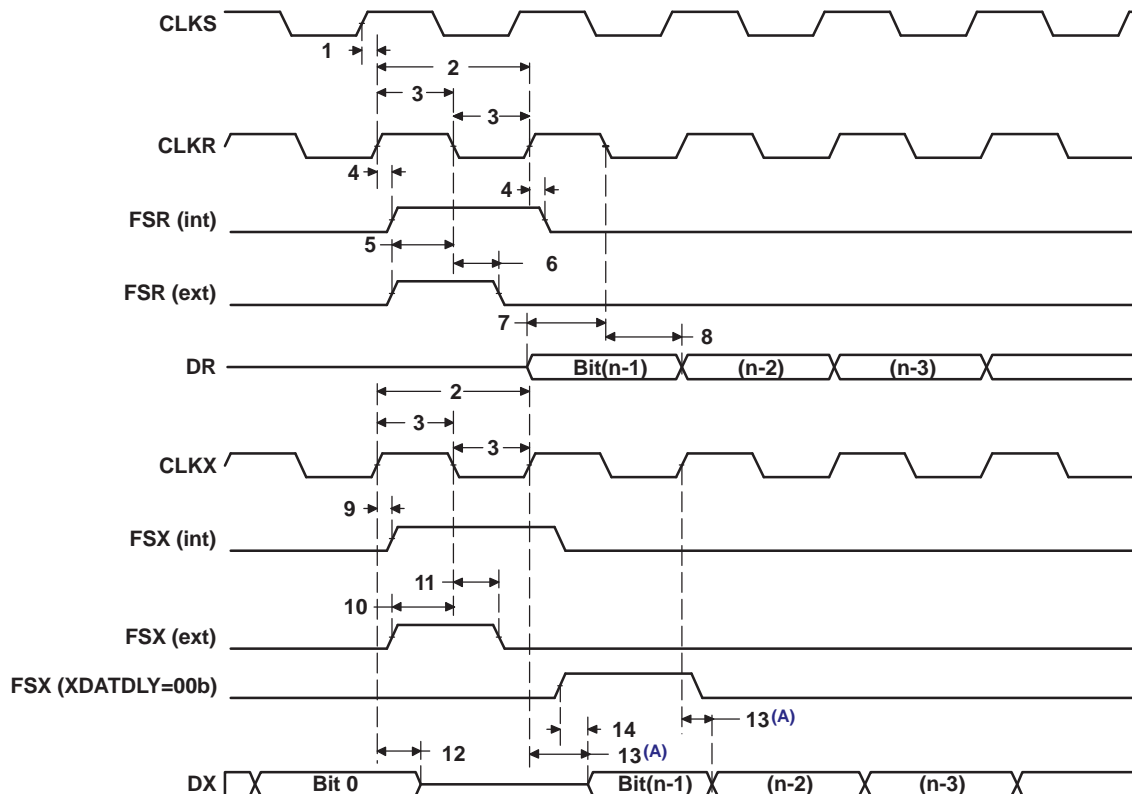 CLKS
1
2
3
3
CLKR
4
4
FSR (int)
5
6
FSR (ext)
7
8
DR
Bit(n-1)
(n-2)
(n-3)
2
3
3
CLKX
9
FSX (int)
11
10
FSX (ext)
FSX (XDATDLY=00b)
14
13(A)
12
13(A)
DX
Bit 0
Bit(n-1)
(n-2)
(n-3)